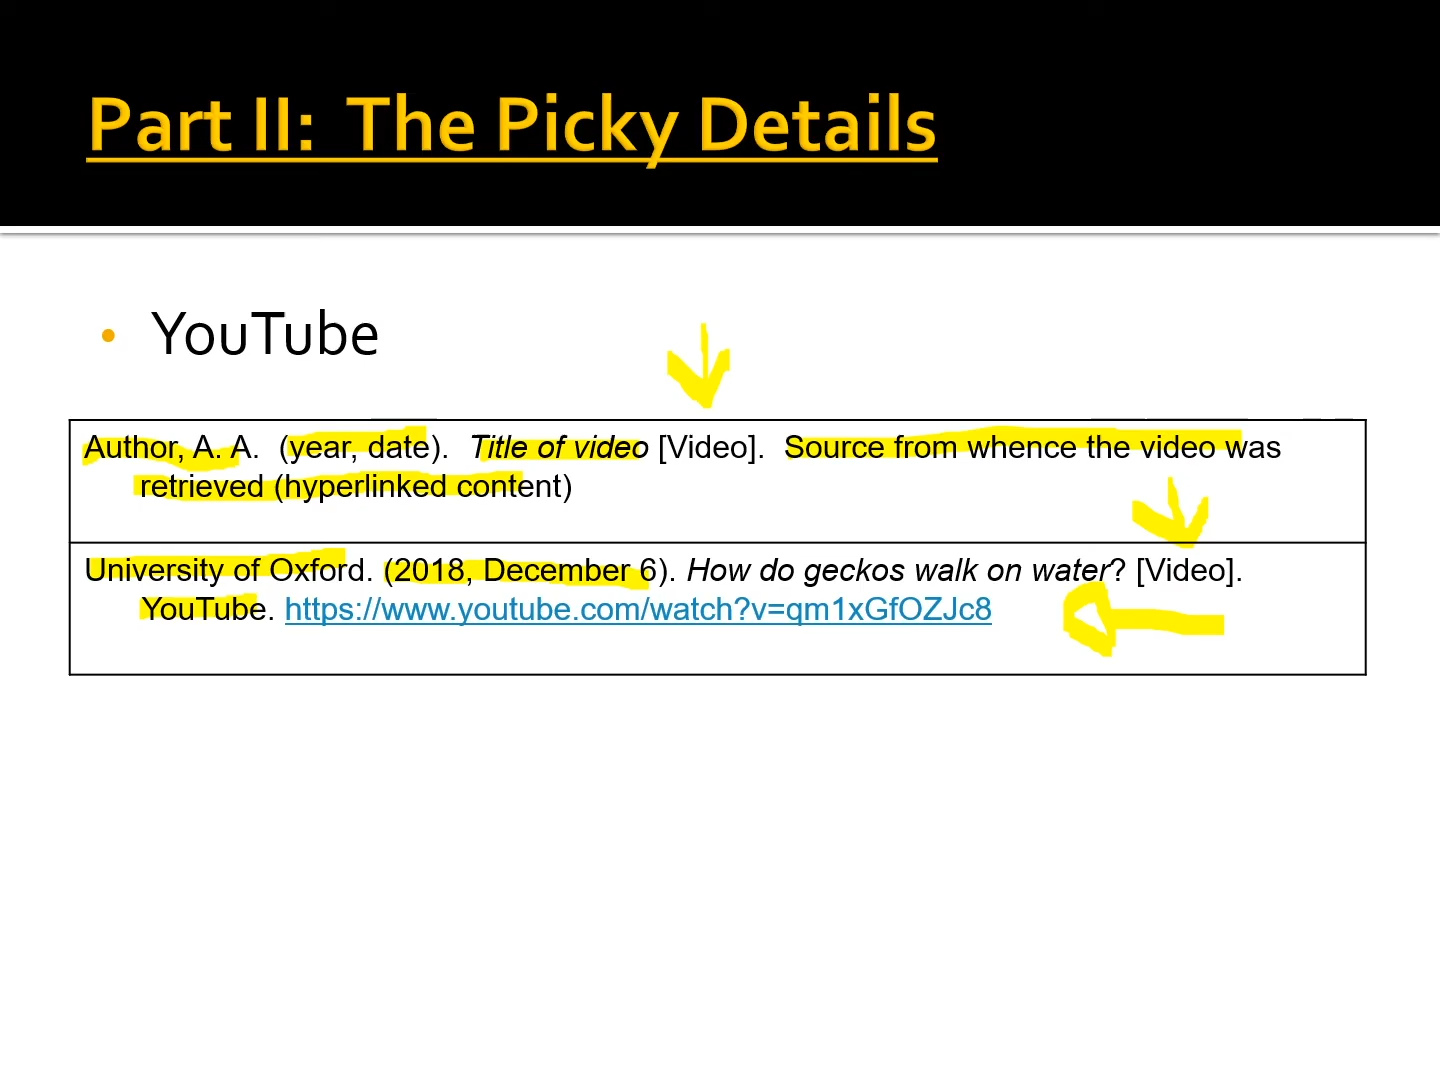 Part II: The Picky Details
• YouTube
Author, A. A. (year, date). Title of video [Video]. Source from whence the video was
retrieved (hyperlinked content)
University of Oxford. (2018, December 6). How do geckos walk on water? [Video].
YouTube. https://www.youtube.com/watch?v=qm1xGfOZJc8